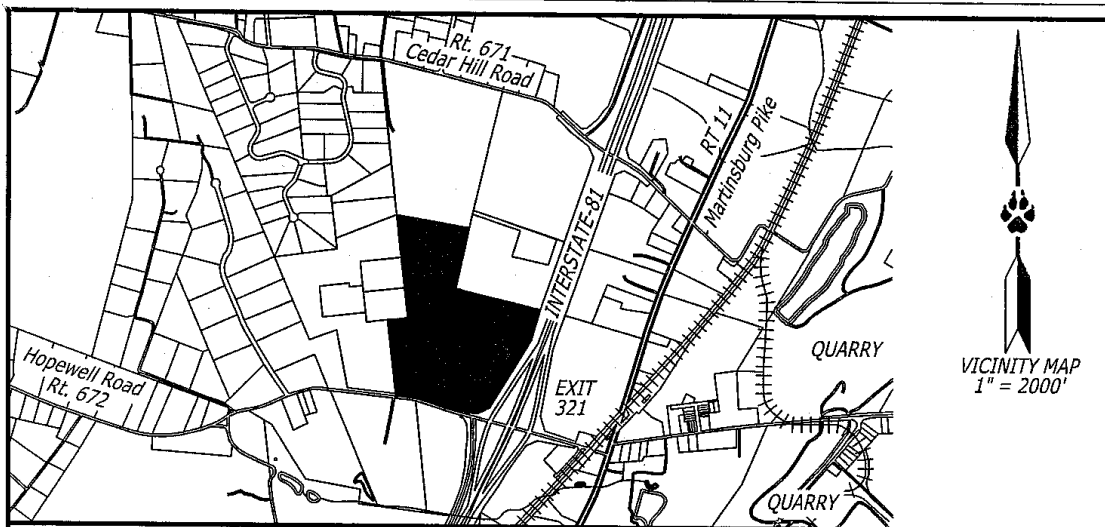 Rt. 671
Cedar Hill Road
RT 11
Martinsburg Pike
INTERSTATE-81
QUARRY
VICINITY MAP
1" = 2000'
Hopewell Road
Rt. 672
EXIT
321
QUARRY